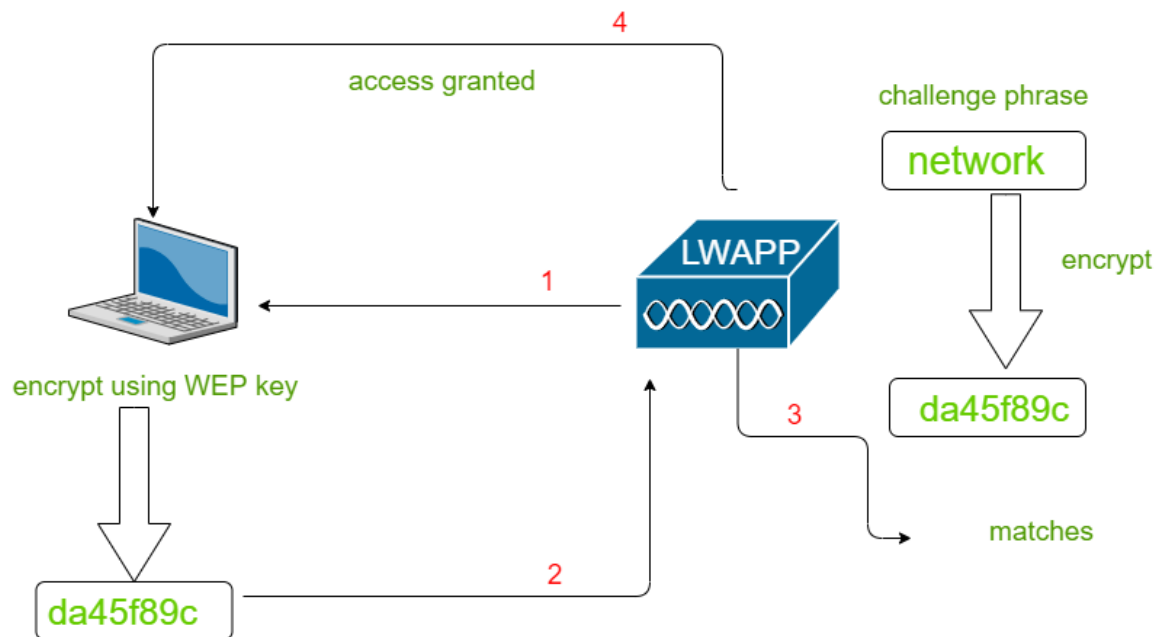 4
access granted
challenge phrase
network
LWAPP
encrypt
1
encrypt using WEP key
da45f89c
3
matches
2
da45f89c